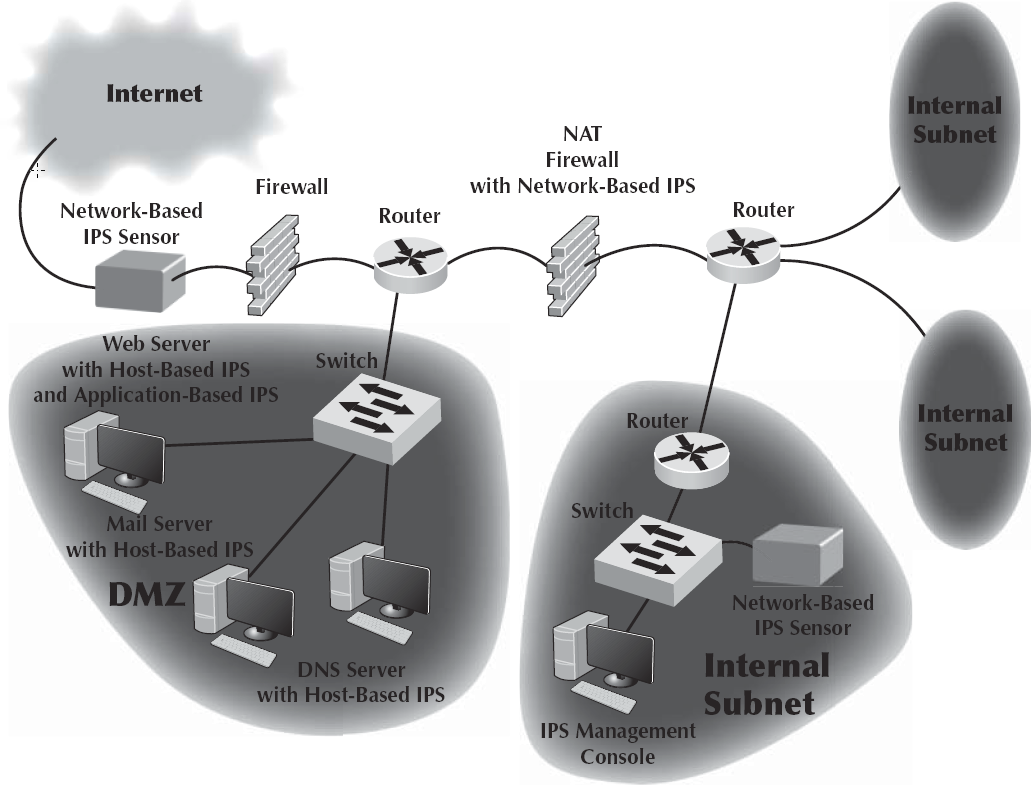 Internet
Internal
Subnet
NAT
Firewall
with Network-Based IPS
Firewall
Network-Based
IPS Sensor
Router
Router
Web Server
with Host-Based IPS
and Application-Based IPS
Switch
Internal
Subnet
Router
Mail Server
with Host-Based IPS
DMZ
Switch
Network-Based
IPS Sensor
DNS Server
with Host-Based IPS
Internal
Subnet
IPS Management
Console